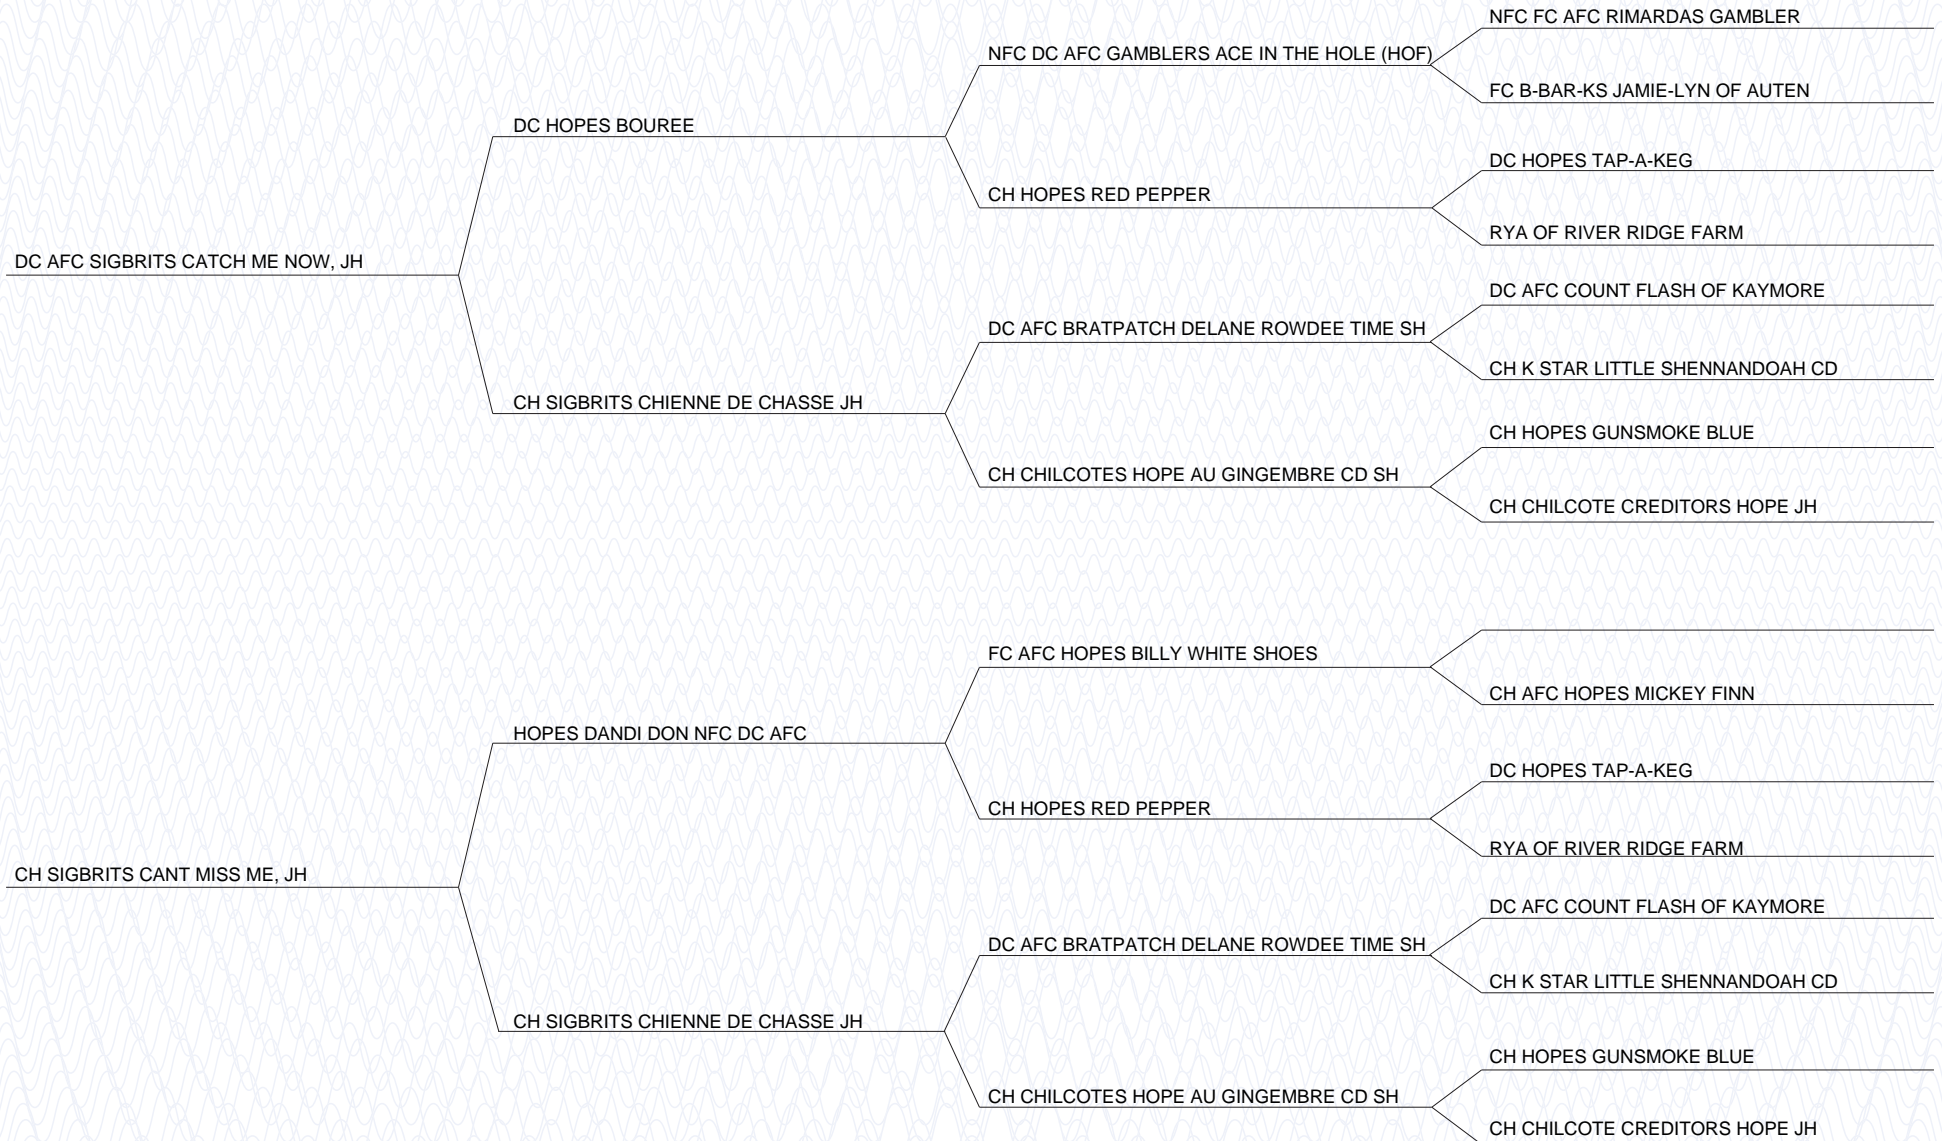 NFC FC AFC RIMARDAS GAMBLER
NFC DC AFC GAMBLERS ACE IN THE HOLE (HOF)
FC B-BAR-KS JAMIE-LYN OF AUTEN
DC HOPES BOUREE
DC HOPES TAP-A-KEG
CH HOPES RED PEPPER
RYA OF RIVER RIDGE FARM
DC AFC SIGBRITS CATCH ME NOW, JH
DC AFC COUNT FLASH OF KAYMORE
DC AFC BRATPATCH DELANE ROWDEE TIME SH
CH K STAR LITTLE SHENNANDOAH CD
CH SIGBRITS CHIENNE DE CHASSE JH
CH HOPES GUNSMOKE BLUE
CH CHILCOTES HOPE AU GINGEMBRE CD SH
CH CHILCOTE CREDITORS HOPE JH
FC AFC HOPES BILLY WHITE SHOES
CH AFC HOPES MICKEY FINN
HOPES DANDI DON NFC DC AFC
DC HOPES TAP-A-KEG
CH HOPES RED PEPPER
RYA OF RIVER RIDGE FARM
CH SIGBRITS CANT MISS ME, JH
DC AFC COUNT FLASH OF KAYMORE
DC AFC BRATPATCH DELANE ROWDEE TIME SH
CH K STAR LITTLE SHENNANDOAH CD
CH SIGBRITS CHIENNE DE CHASSE JH
CH HOPES GUNSMOKE BLUE
CH CHILCOTES HOPE AU GINGEMBRE CD SH
CH CHILCOTE CREDITORS HOPE JH